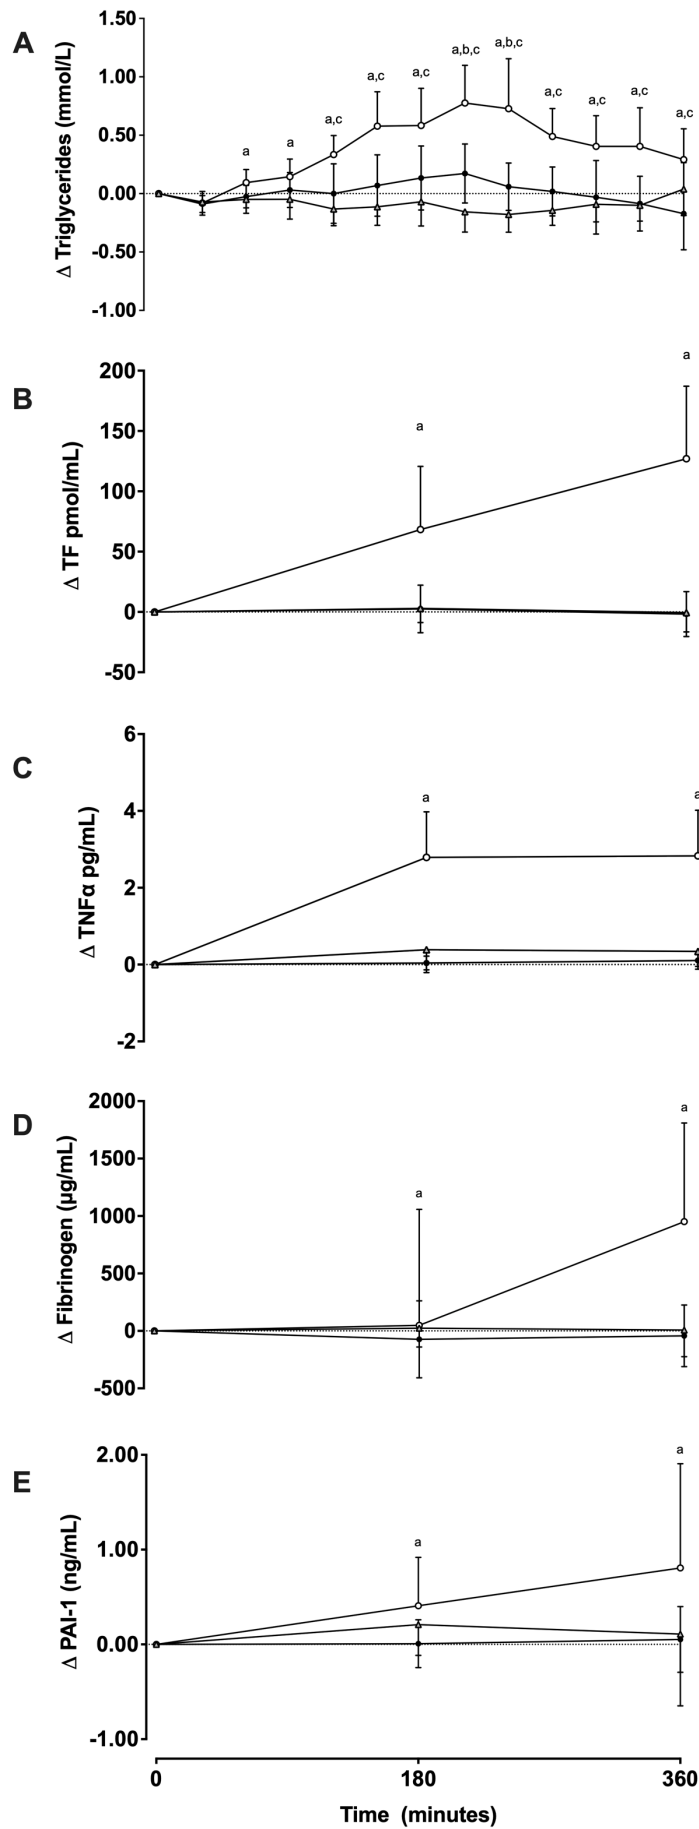 A
Δ Triglycerides (mmol/L)
1.50
1.00
0.50
0.00
-0.50
-1.00
a
a
a,c
a,c
a,c
a,b,c
a,b,c
a,c
a,c
a,c
a,c
B
Δ TF pmol/mL)
200
150
100
50
0
-50
a
a
C
Δ TNFα pg/mL)
6
4
2
0
-2
a
a
D
Δ Fibrinogen (µg/mL)
2000
1500
1000
500
0
-500
a
a
E
Δ PAI-1 (ng/mL)
2.00
1.00
0.00
-1.00
a
a
0 180 360
Time (minutes)